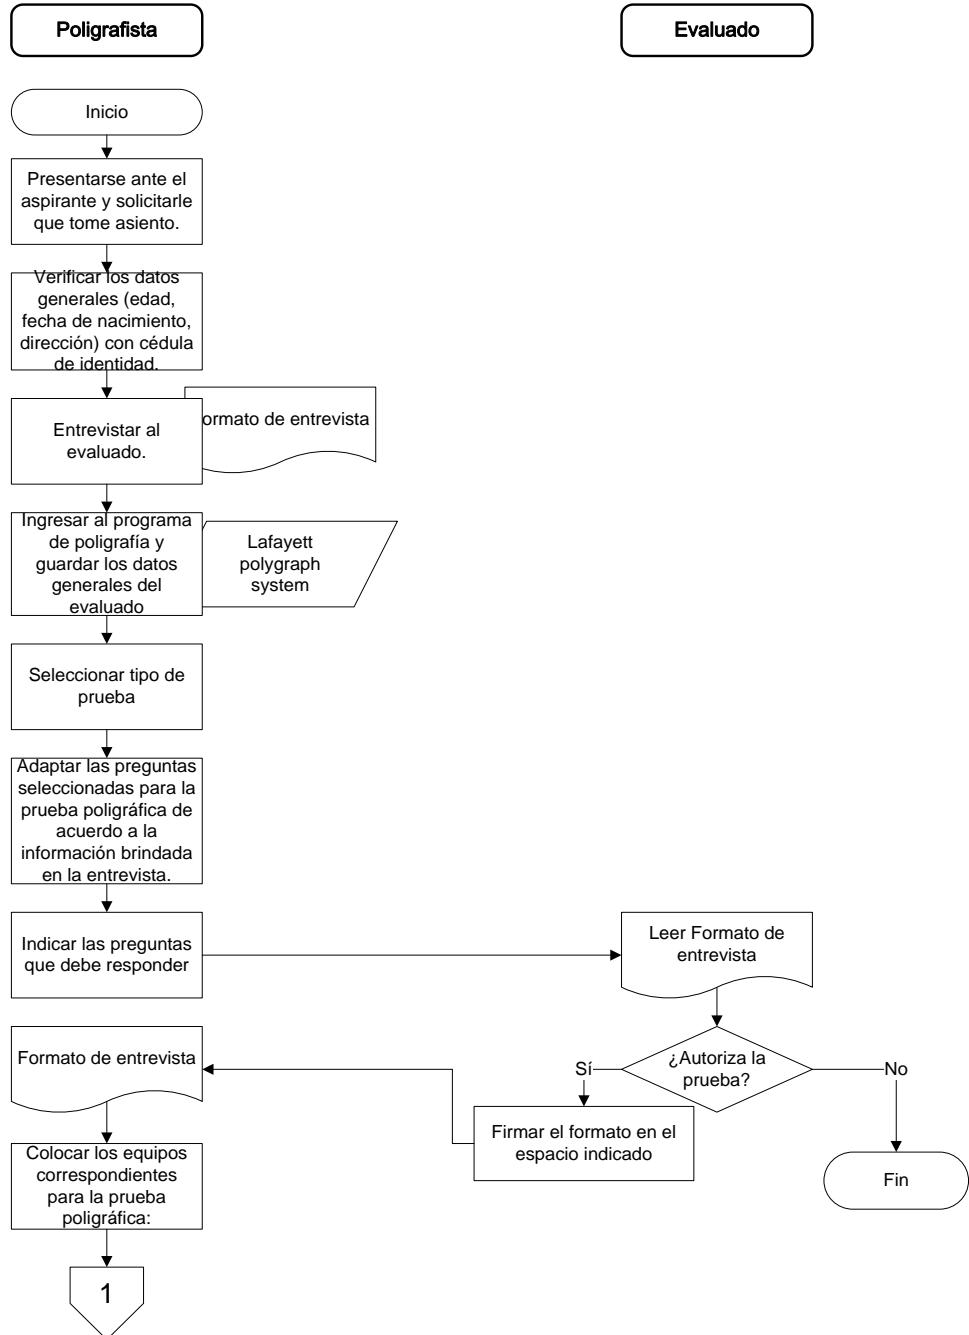 Poligrafista
Evaluado
Inicio
Presentarse ante el
aspirante y solicitarle
que tome asiento.
Verificar los datos
generales (edad,
fecha de nacimiento,
dirección) con cédula
de identidad.
Entrevistar al
evaluado.
ormato de entrevista
Ingresar al programa
de poligrafía y
guardar los datos
generales del
evaluado
Lafayett
polygraph
system
Seleccionar tipo de
prueba
Adaptar las preguntas
seleccionadas para la
prueba poligráfica de
acuerdo a la
información brindada
en la entrevista.
Indicar las preguntas
que debe responder
Leer Formato de
entrevista
¿Autoriza la
prueba?
Sí
No
Formato de entrevista
Firmar el formato en el
espacio indicado
Fin
Colocar los equipos
correspondientes
para la prueba
poligráfica:
1